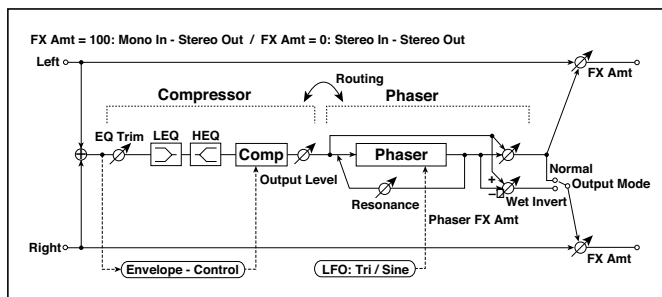 FX Amt = 100: Mono In - Stereo Out / FX Amt = 0: Stereo In - Stereo Out
Left
FX Amt
Routing
Compressor
Phaser
EQ Trim
LEQ
HEQ
Comp
Output Level
Phaser
Resonance
Phaser FX Amt
+
−
Wet Invert
Normal
Output Mode
Right
FX Amt
Envelope - Control
LFO: Tri / Sine